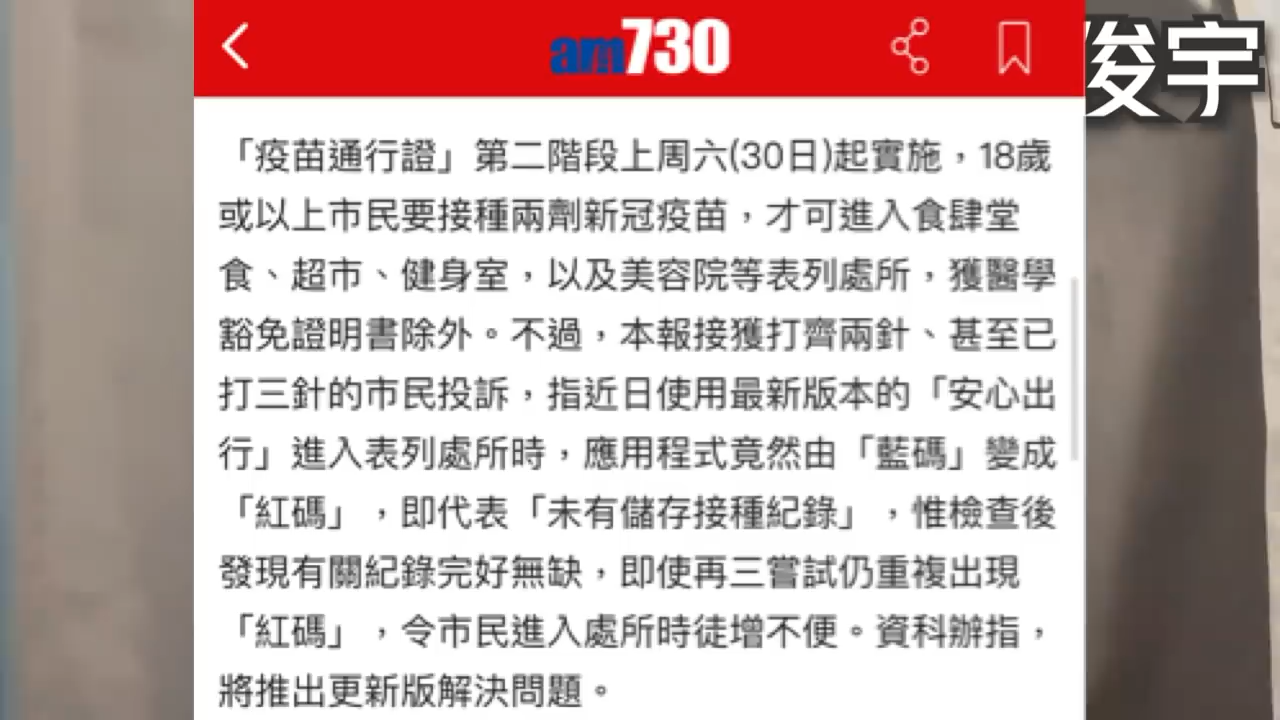 am730
俊宇
「疫苗通行證」第二階段上周六(30日)起實施，18歲
或以上市民要接種兩劑新冠疫苗，才可進入食肆堂
食、超市、健身室，以及美容院等表列處所，獲醫學
豁免證明書除外。不過，本報接獲打齊兩針、甚至已
打三針的市民投訴，指近日使用最新版本的「安心出
行」進入表列處所時，應用程式竟然由「藍碼」變成
「紅碼」，即代表「未有儲存接種紀錄」，惟檢查後
發現有關紀錄完好無缺，即使再三嘗試仍重複出現
「紅碼」，令市民進入處所時徒增不便。資科辦指，
將推出更新版解決問題。